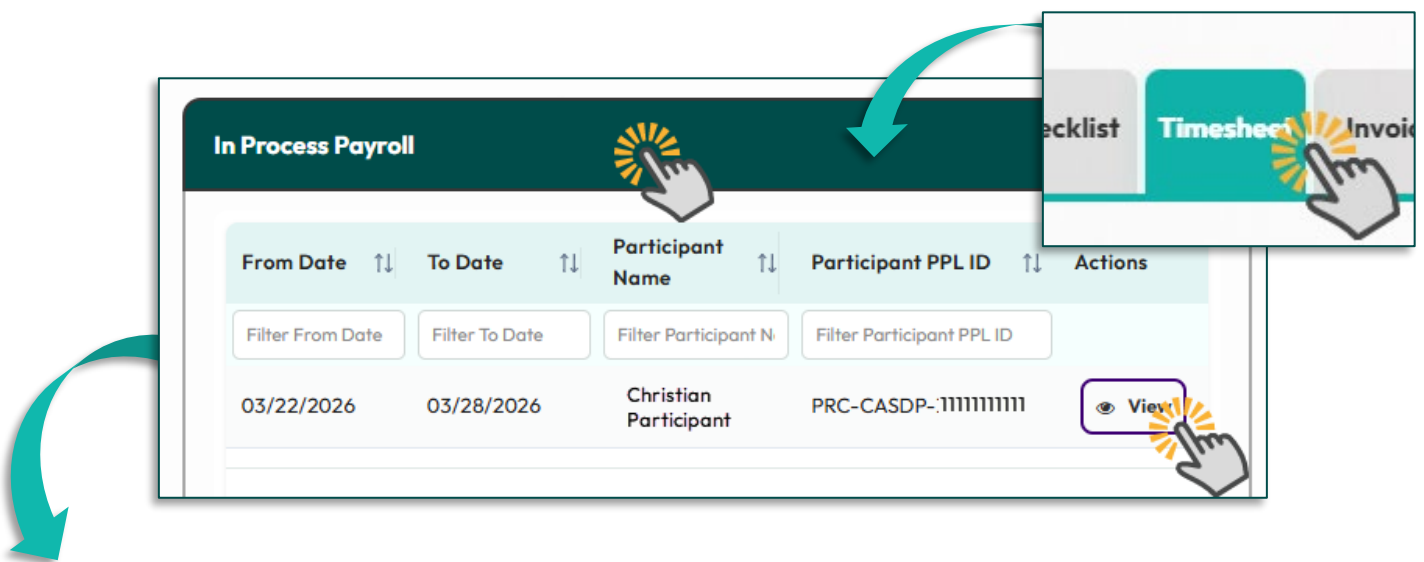 ecklist Timesheet Invoic
In Process Payroll
From Date To Date Participant Name Participant PPL ID Actions
Filter From Date Filter To Date Filter Participant N Filter Participant PPL ID
03/22/2026 03/28/2026 Christian Participant PRC-CASDP-11111111111 View